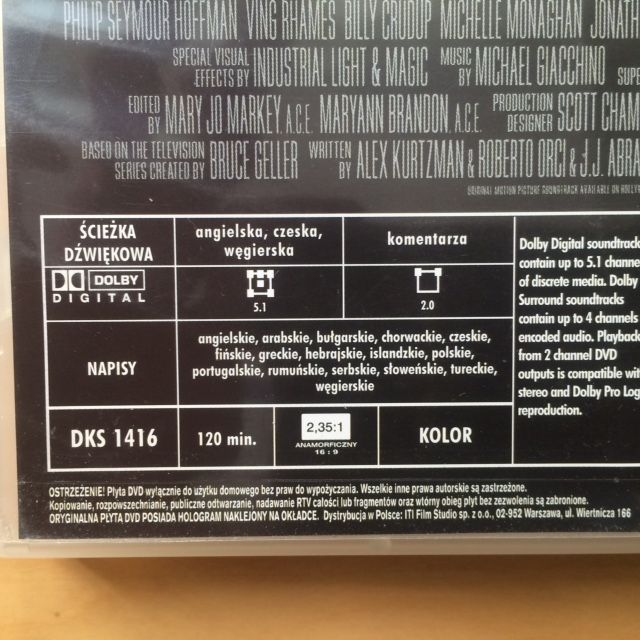 PHILIP SEYMOUR HOFFMAN VING RHAMES BILLY CRUDUP MICHELLE MONAGHAN
SPECIAL VISUAL EFFECTS BY INDUSTRIAL LIGHT & MAGIC MUSIC BY MICHAEL GIACCHINO
EDITED BY MARY JO MARKEY, A.C.E. MARYANN BRANDON, A.C.E. PRODUCTION DESIGNER SCOTT
BASED ON THE TELEVISION SERIES CREATED BY BRUCE GELLER WRITTEN BY ALEX KURTZMAN & ROBERTO ORCI & J.J.
ORIGINAL MOTION PICTURE SOUNDTRACK AVAILABLE ON
ŚCIEŻKA DŹWIĘKOWA
angielska, czeska, węgierska
komentarza
DOLBY
DIGITAL
5.1
2.0
NAPISY
angielskie, arabskie, bułgarskie, chorwackie, czeskie,
fińskie, greckie, hebrajskie, islandzkie, polskie,
portugalskie, rumuńskie, serbskie, słoweńskie, tureckie,
węgierskie
DKS 1416
120 min.
2,35:1
ANAMORFICZNY
16 : 9
KOLOR
Dolby Digital soundtracks
contain up to 5.1 channe
of discrete media. Dolby
Surround soundtracks
contain up to 4 channels
encoded audio. Playback
from 2 channel DVD
outputs is compatible wit
stereo and Dolby Pro Log
reproduction.
OSTRZEŻENIE! Płyta DVD wyłącznie do użytku domowego bez praw do wypożyczania. Wszelkie inne prawa autorskie są zastrzeżone.
Kopiowanie, rozpowszechnianie, publiczne odtwarzanie, nadawanie RTV całości lub fragmentów oraz wtórny obieg płyt bez zezwolenia są zabronione.
ORYGINALNA PŁYTA DVD POSIADA HOLOGRAM NAKLEJONY NA OKŁADCE. Dystrybucja w Polsce: ITI Film Studio sp. z o.o., 02-952 Warszawa, ul. Wiertnicza 166